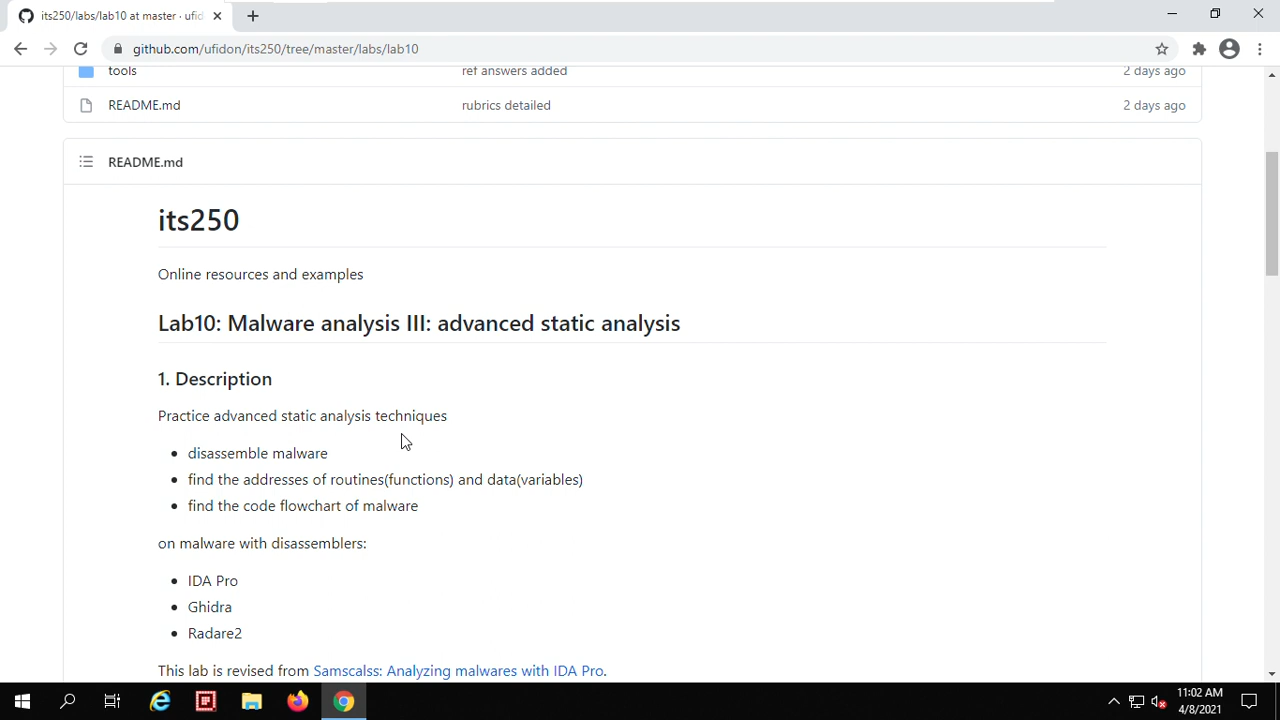 its250/labs/lab10 at master · ufid
github.com/ufidon/its250/tree/master/labs/lab10
tools ref answers added 2 days ago
README.md rubrics detailed 2 days ago
README.md
its250
Online resources and examples
Lab10: Malware analysis III: advanced static analysis
1. Description
Practice advanced static analysis techniques
disassemble malware
find the addresses of routines(functions) and data(variables)
find the code flowchart of malware
on malware with disassemblers:
IDA Pro
Ghidra
Radare2
This lab is revised from Samscalss: Analyzing malwares with IDA Pro.
11:02 AM
4/8/2021